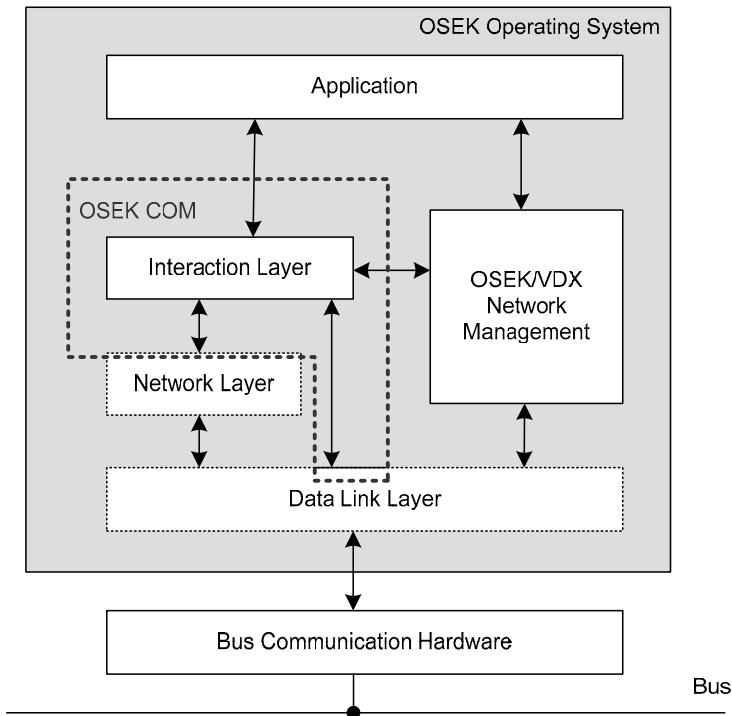 OSEK Operating System
Application
OSEK COM
Interaction Layer
OSEK/VDX
Network
Management
Network Layer
Data Link Layer
Bus Communication Hardware
Bus